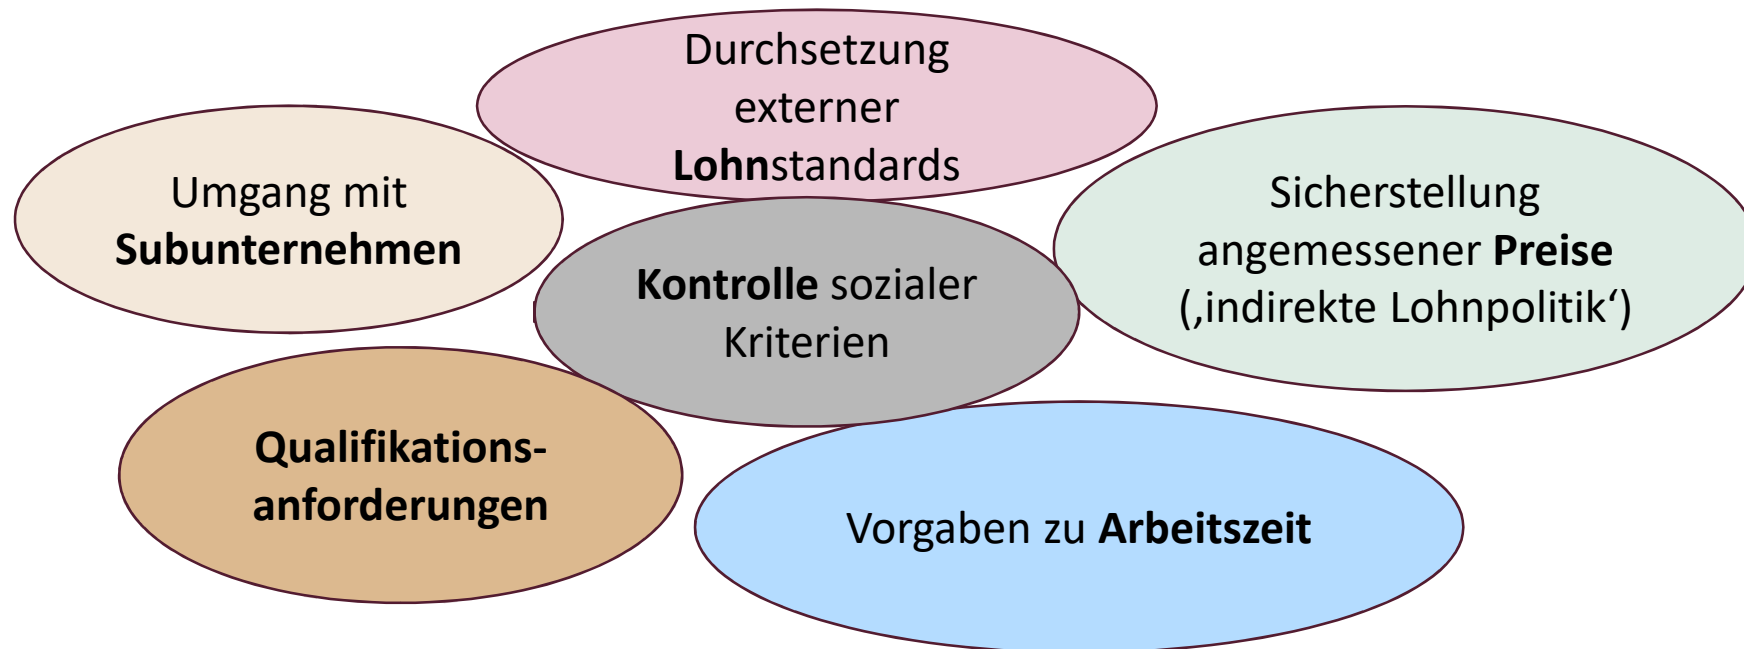 Durchsetzung
externer
Lohnstandards
Umgang mit
Subunternehmen
Sicherstellung
angemessener Preise
(‚indirekte Lohnpolitik‘)
Kontrolle sozialer
Kriterien
Qualifikations-
anforderungen
Vorgaben zu Arbeitszeit